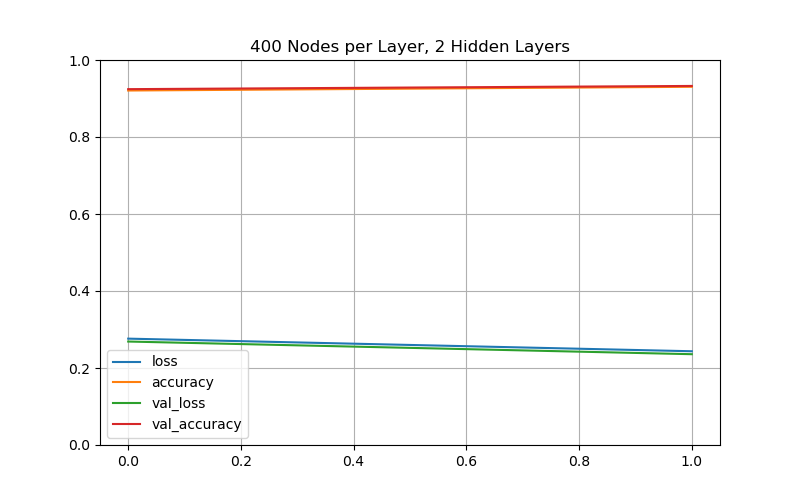 400 Nodes per Layer, 2 Hidden Layers
1.0
0.8
0.6
0.4
0.2
0.0
loss
accuracy
val_loss
val_accuracy
0.0 0.2 0.4 0.6 0.8 1.0